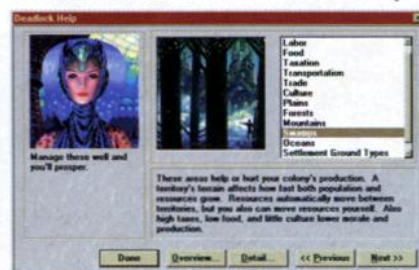 Deadlock Help
Labor
Food
Taxation
Transportation
Trade
Culture
Plains
Forests
Mountains
Swamps
Oceans
Settlement Ground Types
Manage these well and
you'll prosper.
These areas help or hurt your colony's production. A
territory's terrain affects how fast both population and
resources grow. Resources automatically move between
territories, but you also can move resources yourself. Also
high taxes, low food, and little culture lower morale and
production.
Done Overview... Detail... << Previous Next >>